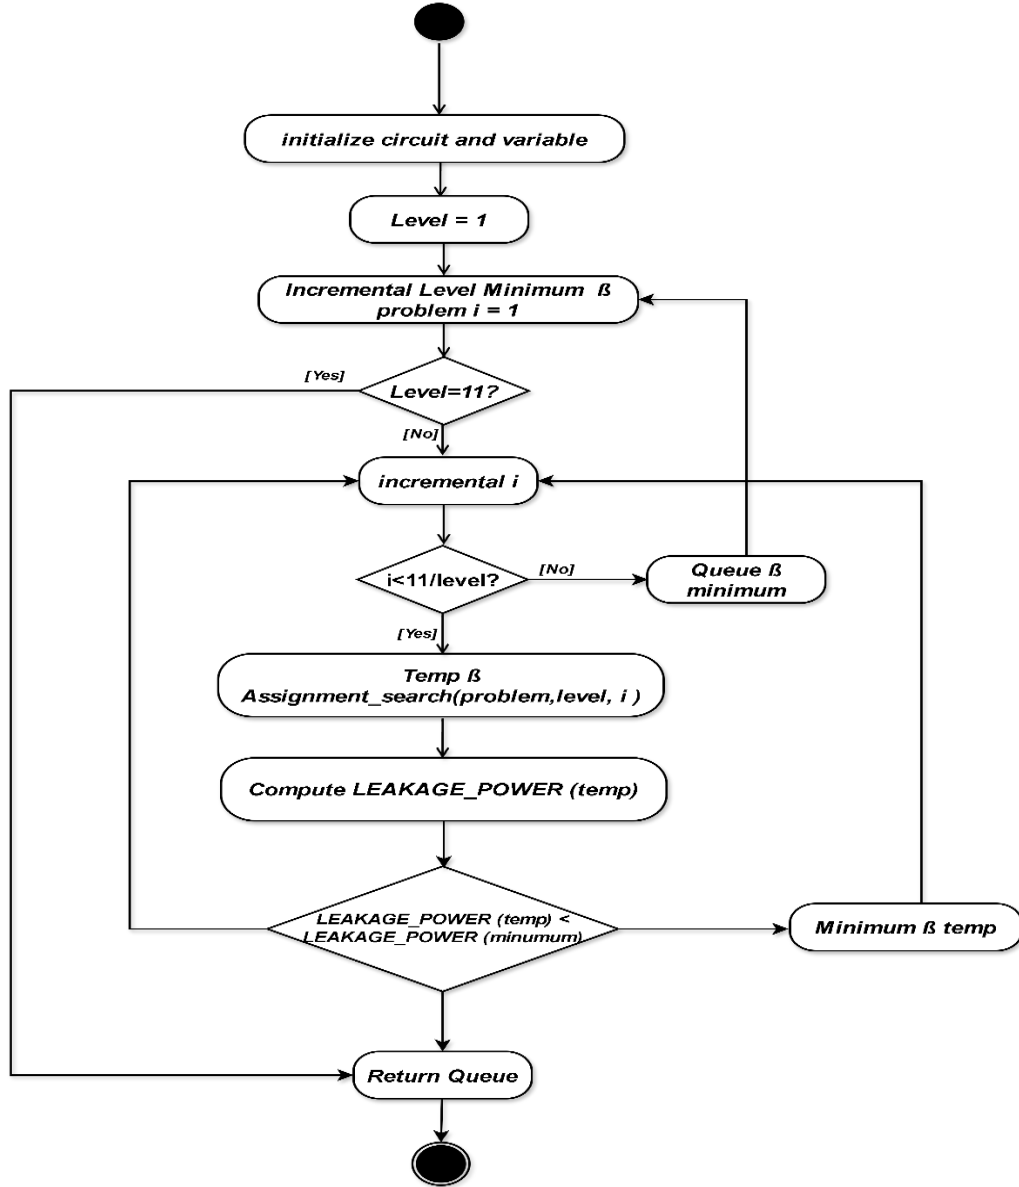 initialize circuit and variable
Level = 1
Incremental Level Minimum ß
problem i = 1
[Yes]
Level=11?
[No]
incremental i
i<11/level?
[No]
Queue ß
minimum
[Yes]
Temp ß
Assignment_search(problem,level, i )
Compute LEAKAGE_POWER (temp)
LEAKAGE_POWER (temp) <
LEAKAGE_POWER (minumum)
Minimum ß temp
Return Queue